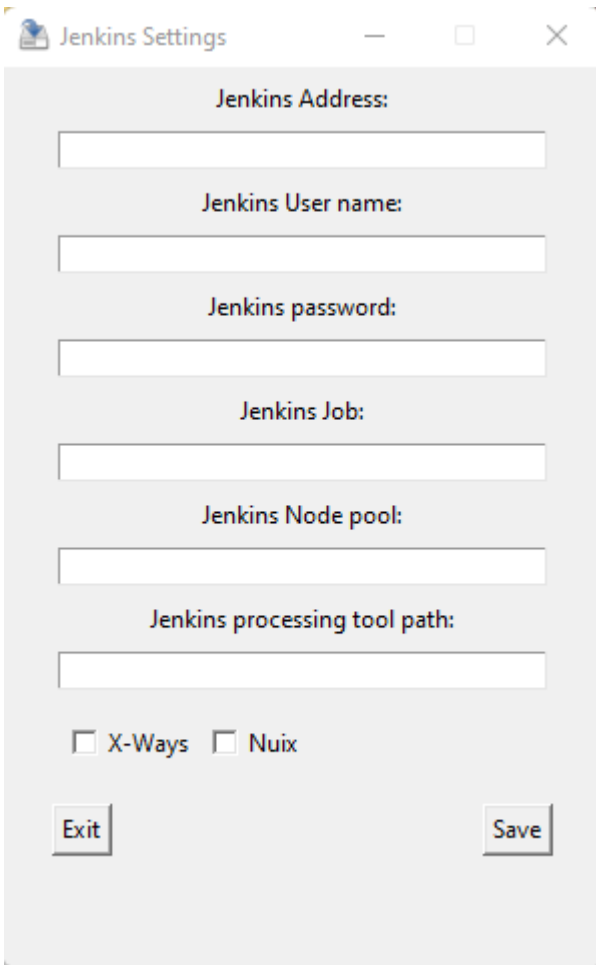 Jenkins Settings
Jenkins Address:
Jenkins User name:
Jenkins password:
Jenkins Job:
Jenkins Node pool:
Jenkins processing tool path:
X-Ways Nuix
Exit Save